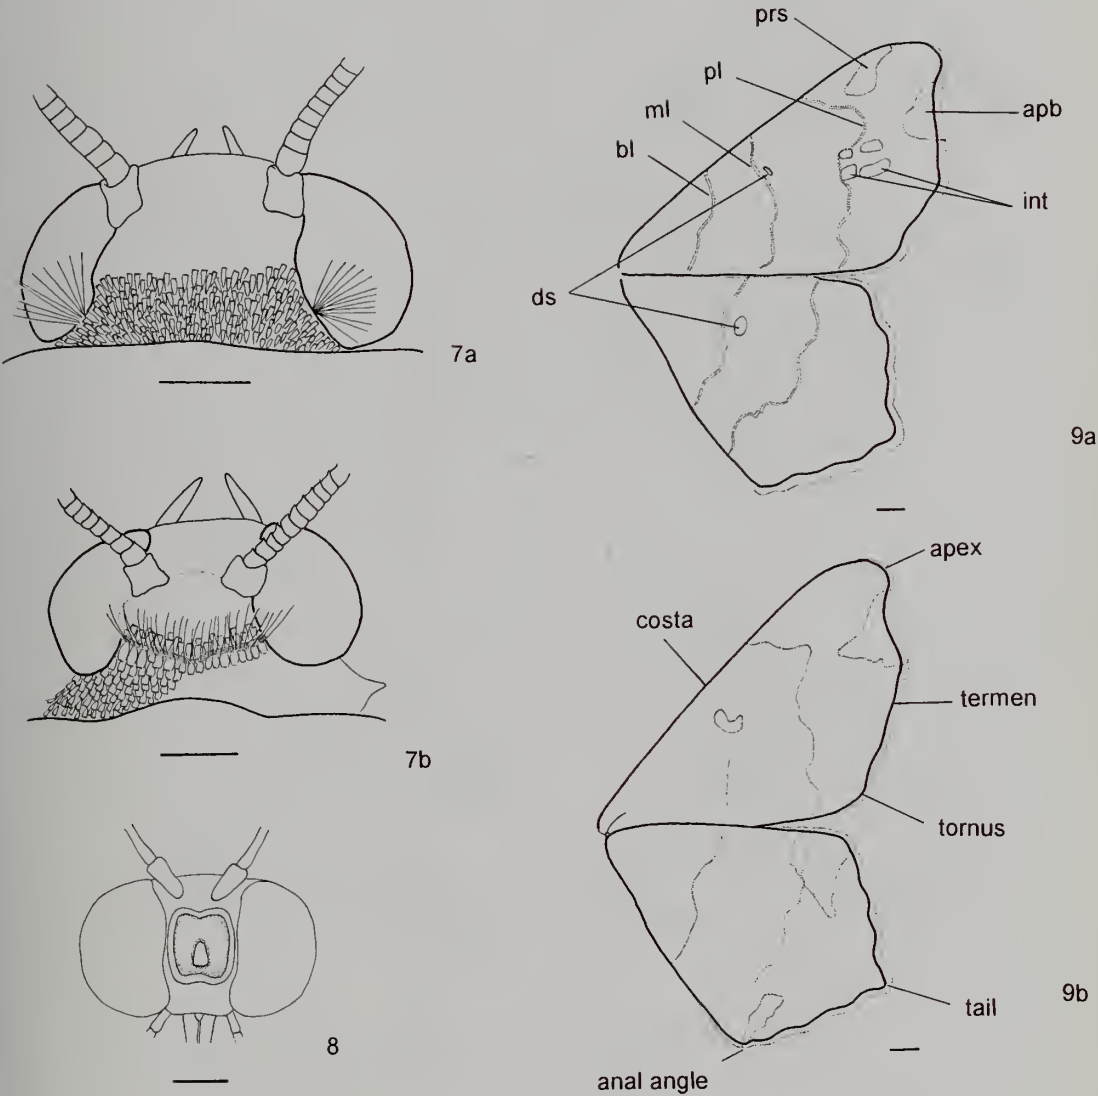 7a
7b
8
prs
pl
ml
bl
apb
int
ds
9a
apex
costa
termen
tornus
tail
9b
anal angle